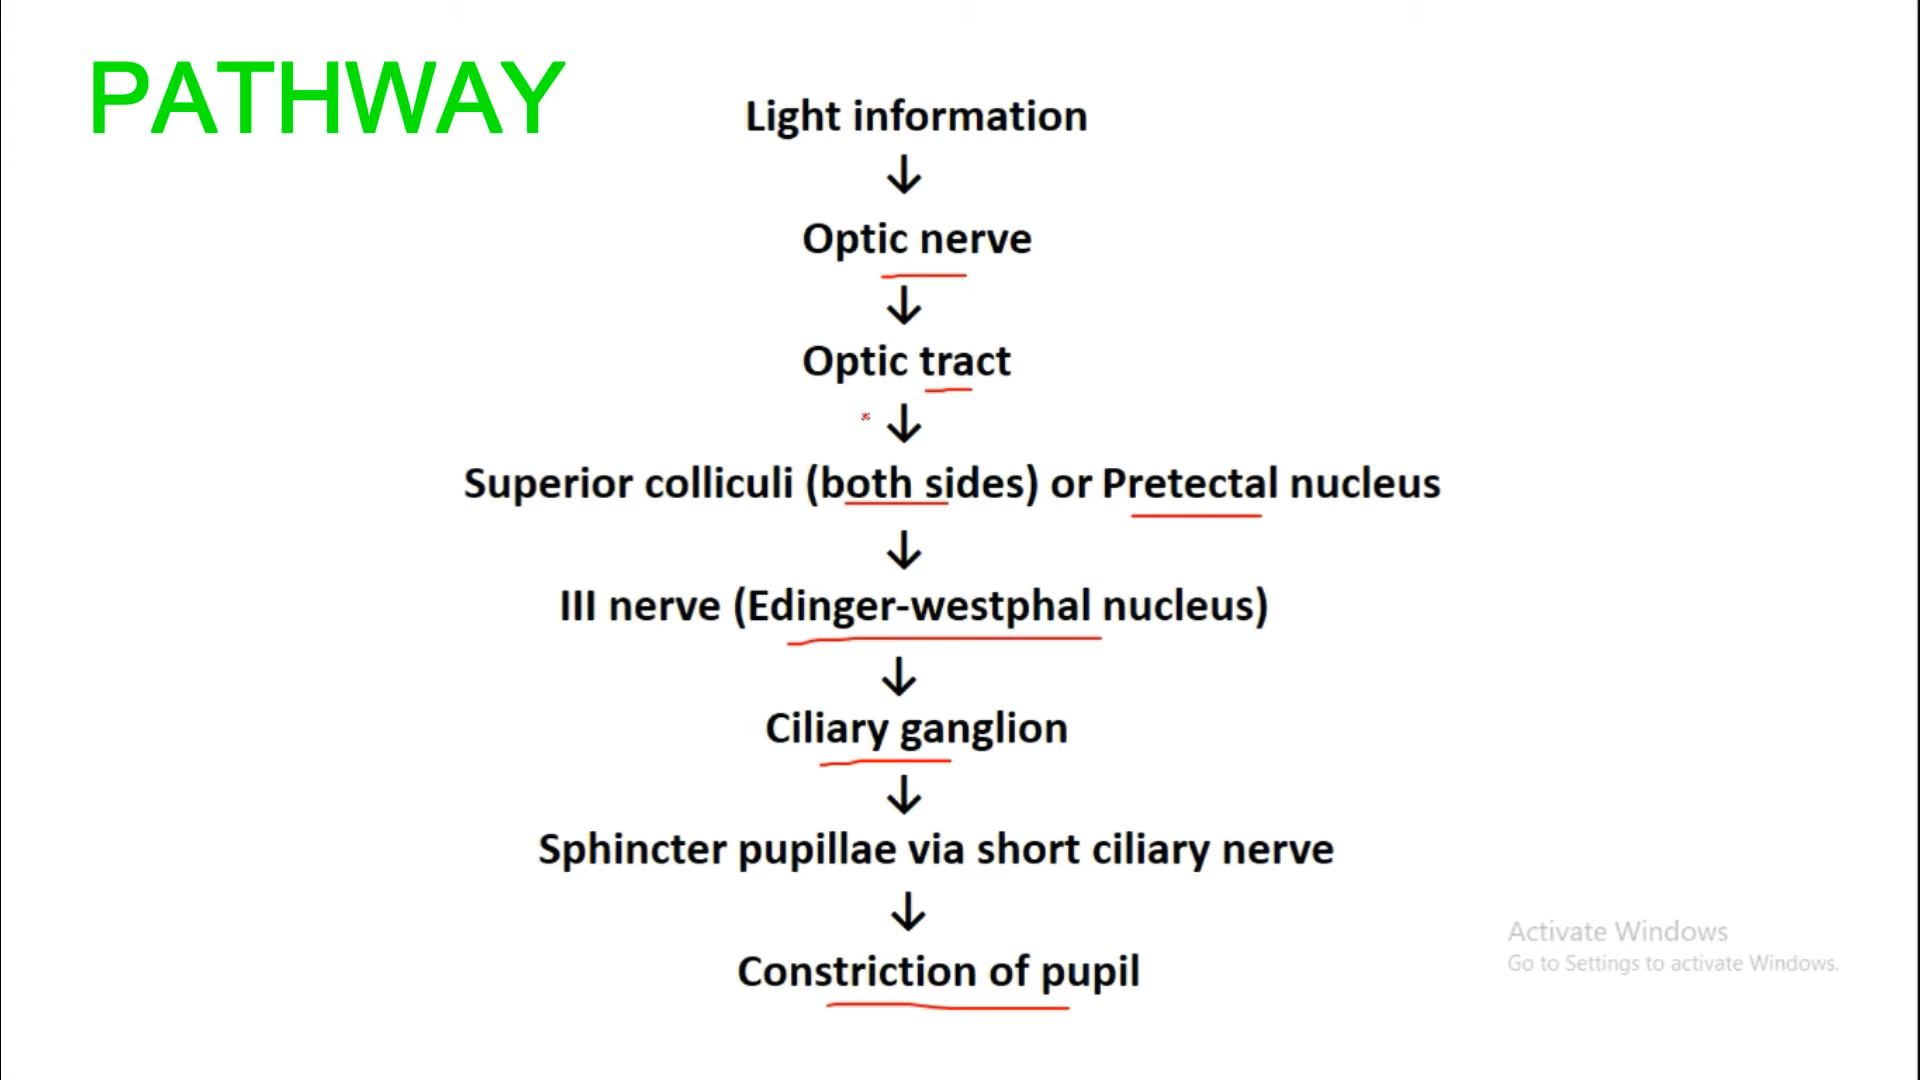 PATHWAY
Light information
↓
Optic nerve
↓
Optic tract
↓
Superior colliculi (both sides) or Pretectal nucleus
↓
III nerve (Edinger-westphal nucleus)
↓
Ciliary ganglion
↓
Sphincter pupillae via short ciliary nerve
↓
Constriction of pupil
Activate Windows
Go to Settings to activate Windows.